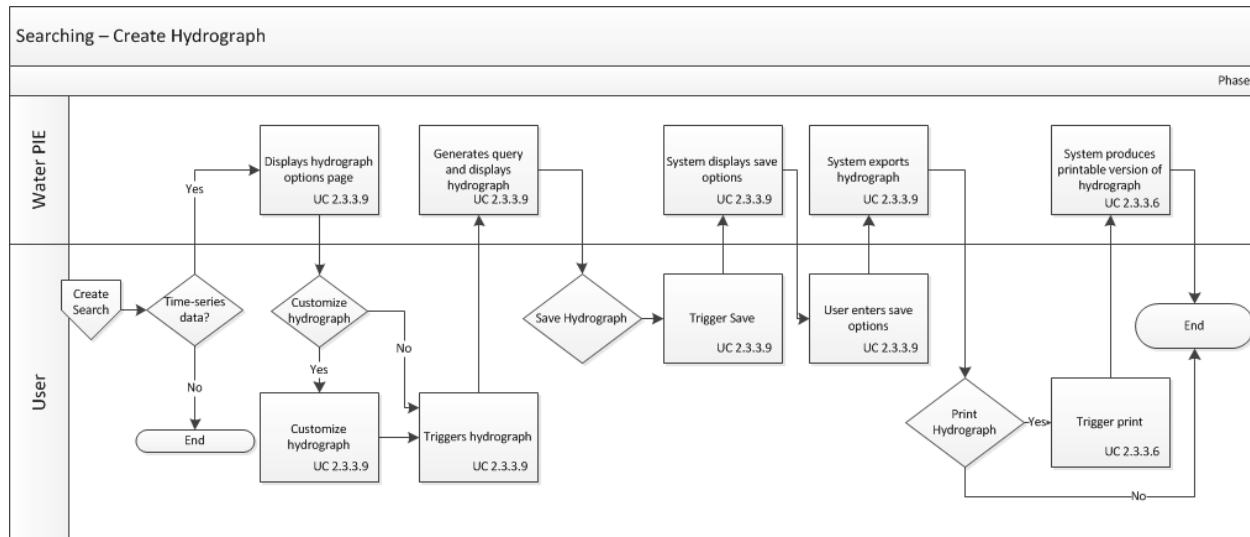 Searching – Create Hydrograph
Phase
Water PIE
Displays hydrograph
options page
UC 2.3.3.9
Generates query
and displays
hydrograph
UC 2.3.3.9
System displays save
options
UC 2.3.3.9
System exports
hydrograph
UC 2.3.3.9
System produces
printable version of
hydrograph
UC 2.3.3.6
Yes
User
Create
Search
Time-series
data?
Customize
hydrograph
Save Hydrograph
Trigger Save
UC 2.3.3.9
User enters save
options
UC 2.3.3.9
End
No
Yes
No
End
Customize
hydrograph
UC 2.3.3.9
Triggers hydrograph
UC 2.3.3.9
Print
Hydrograph
Yes
Trigger print
UC 2.3.3.6
No